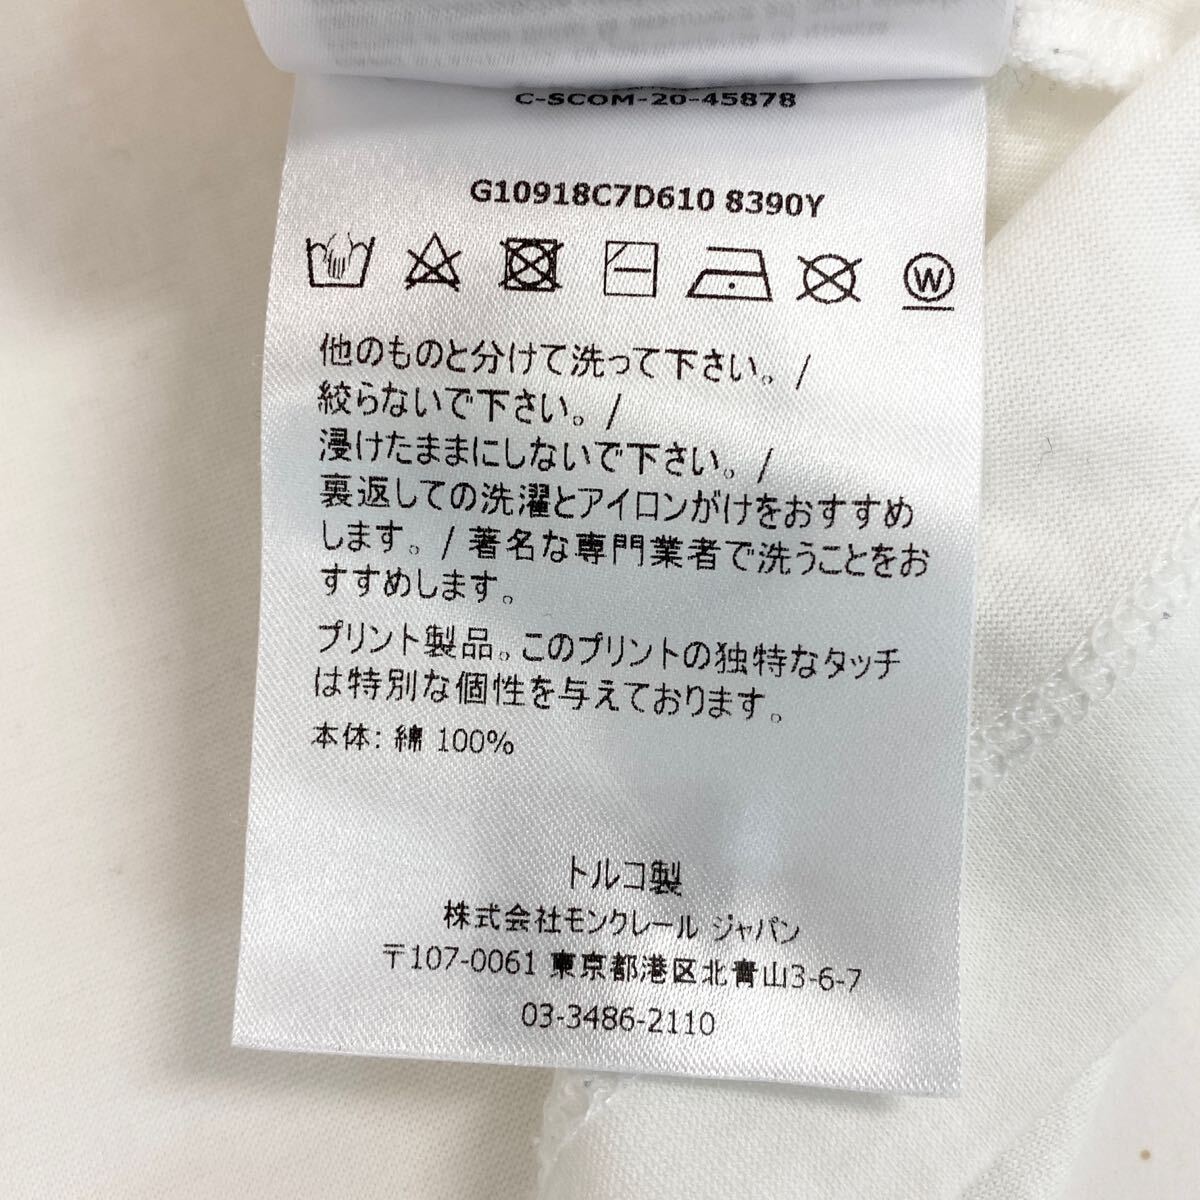 C-SCOM-20-45878
G10918C7D610 8390Y
W
他のものと分けて洗って下さい。/
絞らないで下さい。/
浸けたままにしないで下さい。/
裏返しての洗濯とアイロンがけをおすすめ
します。/ 著名な専門業者で洗うことをお
すすめします。
プリント製品。このプリントの独特なタッチ
は特別な個性を与えております。
本体: 綿 100%
トルコ製
株式会社モンクレール ジャパン
〒107-0061 東京都港区北青山3-6-7
03-3486-2110